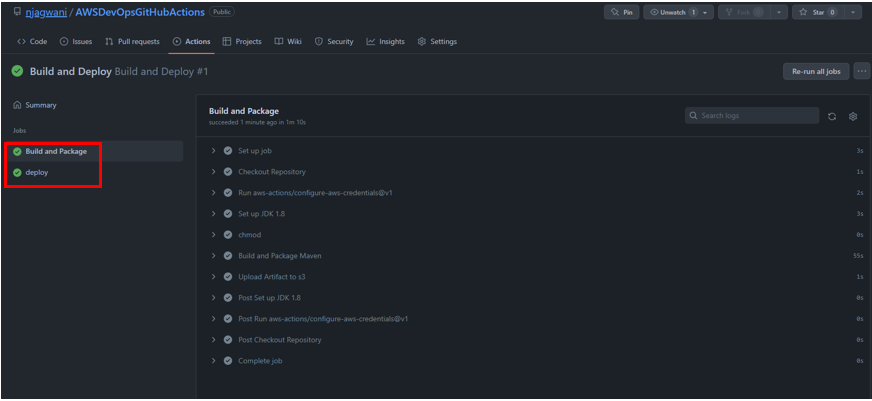 njagwani / AWSDevOpsGitHubActions Public
Pin Unwatch 1 Fork 0 Star 0
Code Issues Pull requests Actions Projects Wiki Security Insights Settings
Build and Deploy Build and Deploy #1 Re-run all jobs
Summary
Jobs
Build and Package
deploy
Build and Package
succeeded 1 minute ago in 1m 10s
Search logs
Set up job 3s
Checkout Repository 1s
Run aws-actions/configure-aws-credentials@v1 2s
Set up JDK 1.8 3s
chmod 0s
Build and Package Maven 55s
Upload Artifact to s3 1s
Post Set up JDK 1.8 0s
Post Run aws-actions/configure-aws-credentials@v1 0s
Post Checkout Repository 0s
Complete job 0s